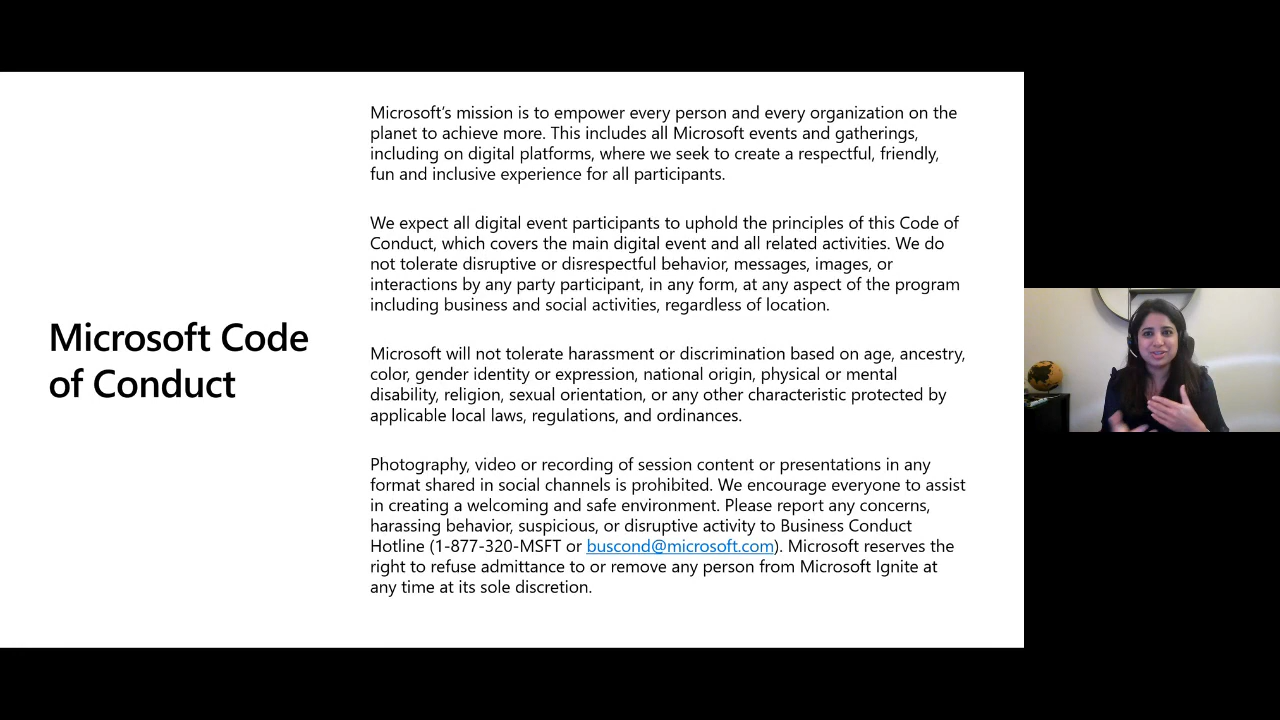 Microsoft Code
of Conduct
Microsoft's mission is to empower every person and every organization on the
planet to achieve more. This includes all Microsoft events and gatherings,
including on digital platforms, where we seek to create a respectful, friendly,
fun and inclusive experience for all participants.
We expect all digital event participants to uphold the principles of this Code of
Conduct, which covers the main digital event and all related activities. We do
not tolerate disruptive or disrespectful behavior, messages, images, or
interactions by any party participant, in any form, at any aspect of the program
including business and social activities, regardless of location.
Microsoft will not tolerate harassment or discrimination based on age, ancestry,
color, gender identity or expression, national origin, physical or mental
disability, religion, sexual orientation, or any other characteristic protected by
applicable local laws, regulations, and ordinances.
Photography, video or recording of session content or presentations in any
format shared in social channels is prohibited. We encourage everyone to assist
in creating a welcoming and safe environment. Please report any concerns,
harassing behavior, suspicious, or disruptive activity to Business Conduct
Hotline (1-877-320-MSFT or buscond@microsoft.com). Microsoft reserves the
right to refuse admittance to or remove any person from Microsoft Ignite at
any time at its sole discretion.